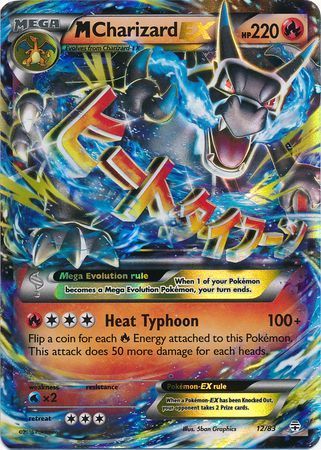 MEGA
M Charizard EX
HP 220
Evolves from Charizard-EX
ヒートタイフーン
Mega Evolution rule
When 1 of your Pokémon
becomes a Mega Evolution Pokémon, your turn ends.
Heat Typhoon 100+
Flip a coin for each Energy attached to this Pokémon.
This attack does 50 more damage for each heads.
weakness resistance
×2
retreat
Pokémon-EX rule
When a Pokémon-EX has been Knocked Out,
your opponent takes 2 Prize cards.
Illus. 5ban Graphics
12/83